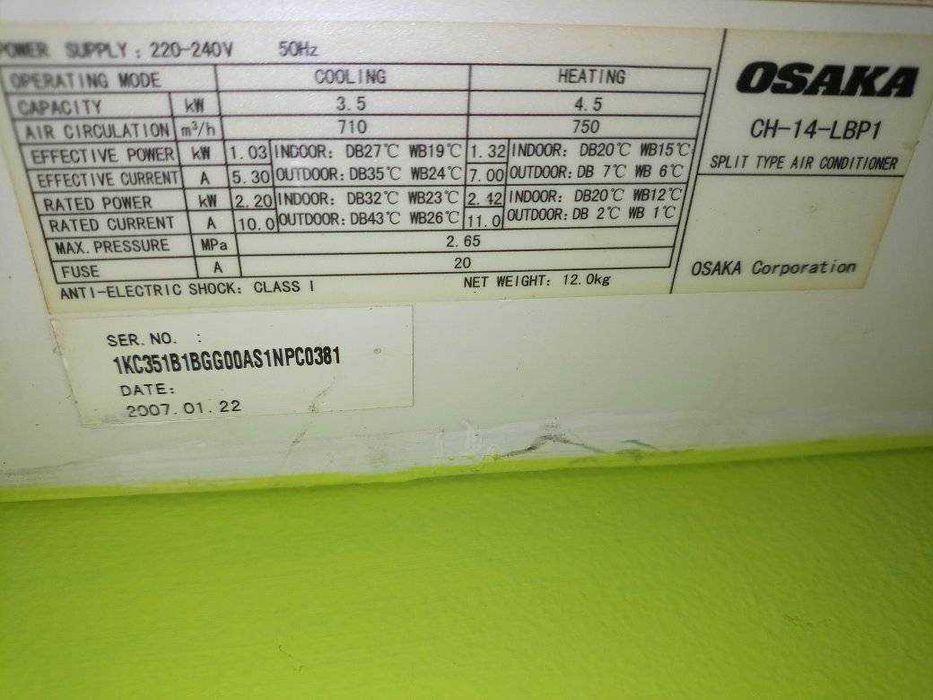 POWER SUPPLY: 220-240V 50Hz
OPERATING MODE COOLING HEATING
CAPACITY kW 3.5 4.5
AIR CIRCULATION m³/h 710 750
EFFECTIVE POWER kW 1.03 INDOOR: DB27℃ WB19℃ 1.32 INDOOR: DB20℃ WB15℃
EFFECTIVE CURRENT A 5.30 OUTDOOR: DB35℃ WB24℃ 7.00 OUTDOOR: DB 7℃ WB 6℃
RATED POWER kW 2.20 INDOOR: DB32℃ WB23℃ 2.42 INDOOR: DB20℃ WB12℃
RATED CURRENT A 10.0 OUTDOOR: DB43℃ WB26℃ 11.0 OUTDOOR: DB 2℃ WB 1℃
MAX. PRESSURE MPa 2.65
FUSE A 20
ANTI-ELECTRIC SHOCK: CLASS I NET WEIGHT: 12.0kg
OSAKA
CH-14-LBP1
SPLIT TYPE AIR CONDITIONER
OSAKA Corporation
SER. NO. :
1KC351B1BGG00AS1NPC0381
DATE:
2007.01.22